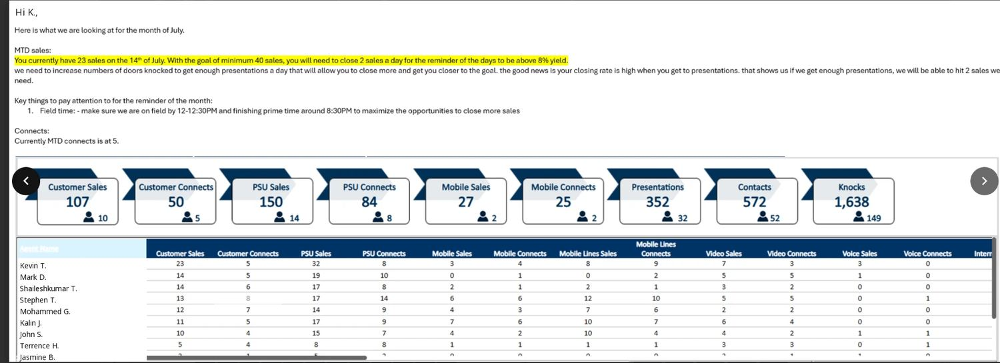 Hi K.,
Here is what we are looking at for the month of July.
MTD sales:
You currently have 23 sales on the 14th of July. With the goal of minimum 40 sales, you will need to close 2 sales a day for the reminder of the days to be above 8% yield.
we need to increase numbers of doors knocked to get enough presentations a day that will allow you to close more and get you closer to the goal. the good news is your closing rate is high when you get to presentations. that shows us if we get enough presentations, we will be able to hit 2 sales we
need.
Key things to pay attention to for the reminder of the month:
1. Field time: - make sure we are on field by 12-12:30PM and finishing prime time around 8:30PM to maximize the opportunities to close more sales
Connects:
Currently MTD connects is at 5.
Customer Sales Customer Connects PSU Sales PSU Connects Mobile Sales Mobile Connects Presentations Contacts Knocks
107 50 150 84 27 25 352 572 1,638
10 5 14 8 2 2 32 52 149
Mobile Lines
Agent Name Customer Sales Customer Connects PSU Sales PSU Connects Mobile Sales Mobile Connects Mobile Lines Sales Connects Video Sales Video Connects Voice Sales Voice Connects Intern
Kevin T. 23 5 32 8 3 4 8 9 7 3 3 0
Mark D. 14 5 19 10 0 1 0 2 5 5 1 0
Shaileshkumar T. 14 6 17 8 2 1 2 1 3 2 0 0
Stephen T. 13 8 17 14 6 6 12 10 5 5 0 1
Mohammed G. 12 7 14 9 4 3 7 6 2 2 0 0
Kalin J. 11 5 17 9 7 6 10 7 6 4 0 0
John S. 10 4 15 7 4 2 10 4 4 2 1 1
Terrence H. 5 4 8 8 1 1 1 1 3 3 0 1
Jasmine B.